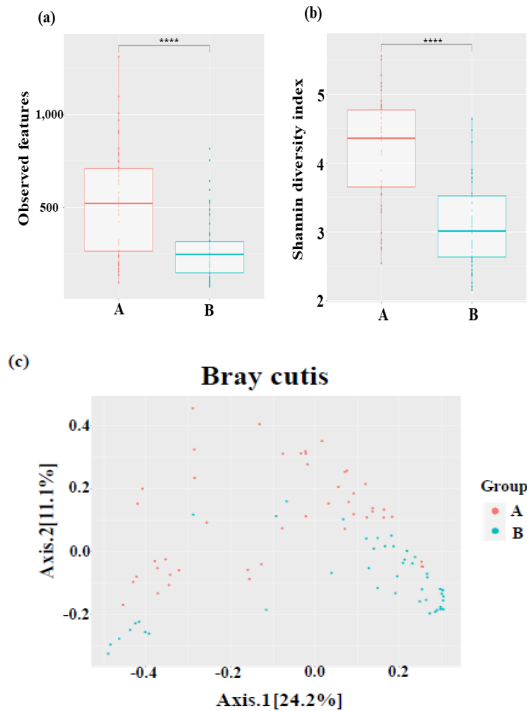 (a)
****
1,000
500
Observed features
A B
(b)
****
5
4
3
2
Shannin diversity index
A B
(c)
Bray cutis
0.4
0.2
0.0
-0.2
Axis.2[11.1%]
-0.4 -0.2 0.0 0.2
Axis.1[24.2%]
Group
A
B